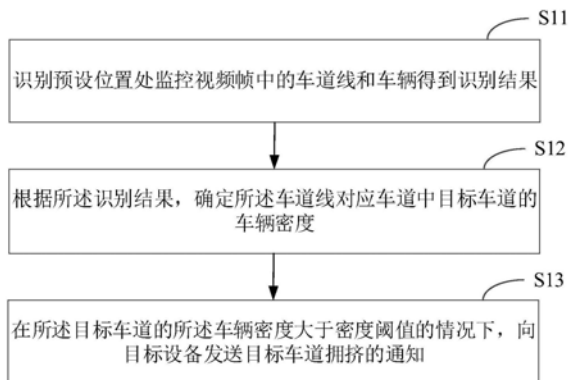 S11
识别预设位置处监控视频帧中的车道线和车辆得到识别结果
S12
根据所述识别结果，确定所述车道线对应车道中目标车道的
车辆密度
S13
在所述目标车道的所述车辆密度大于密度阈值的情况下，向
目标设备发送目标车道拥挤的通知